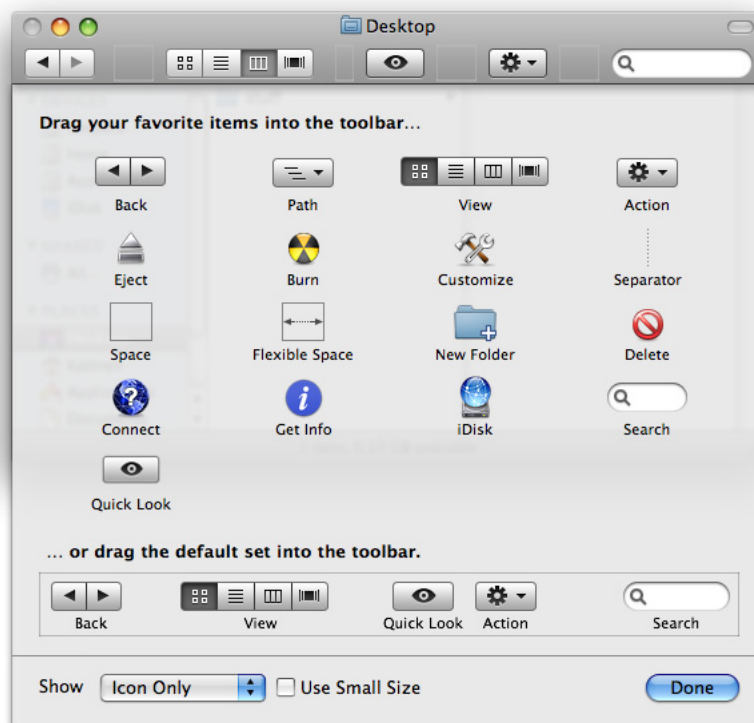 Desktop
Drag your favorite items into the toolbar...
Back Path View Action
Eject Burn Customize Separator
Space Flexible Space New Folder Delete
Connect Get Info iDisk Search
Quick Look
... or drag the default set into the toolbar.
Back View Quick Look Action Search
Show Icon Only Use Small Size Done